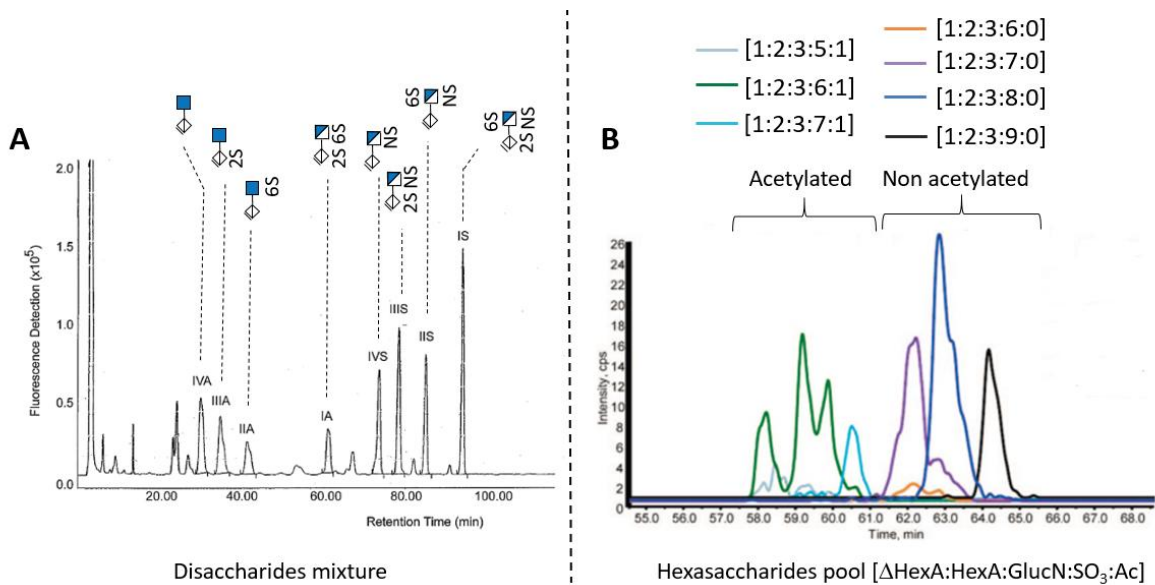 A
6S
NS
6S
2S NS
2S 6S
NS
2S
2S NS
6S
Fluorescence Detection (x10⁵)
2.0
1.5
1.0
0.5
0.0
IVA
IIIA
IIA
IA
IVS
IIIS
IIS
IS
20.00 40.00 60.00 80.00 100.00
Retention Time (min)
Disaccharides mixture
B
[1:2:3:5:1]
[1:2:3:6:1]
[1:2:3:7:1]
[1:2:3:6:0]
[1:2:3:7:0]
[1:2:3:8:0]
[1:2:3:9:0]
Acetylated
Non acetylated
Intensity, cps
26
24
22
20
18
16
14
12
10
8
6
4
2
0
55.0 56.0 57.0 58.0 59.0 60.0 61.0 62.0 63.0 64.0 65.0 66.0 67.0 68.0
Time, min
Hexasaccharides pool [ΔHexA:HexA:GlucN:SO₃:Ac]